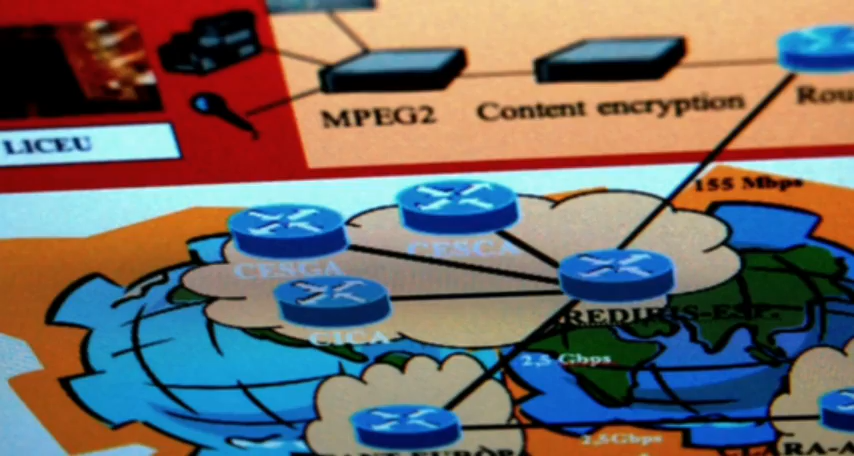 MPEG2
Content encryption
LICEU
155 Mbps
CESCA
CESGA
CICA
2,5 Gbps
2,5Gbps